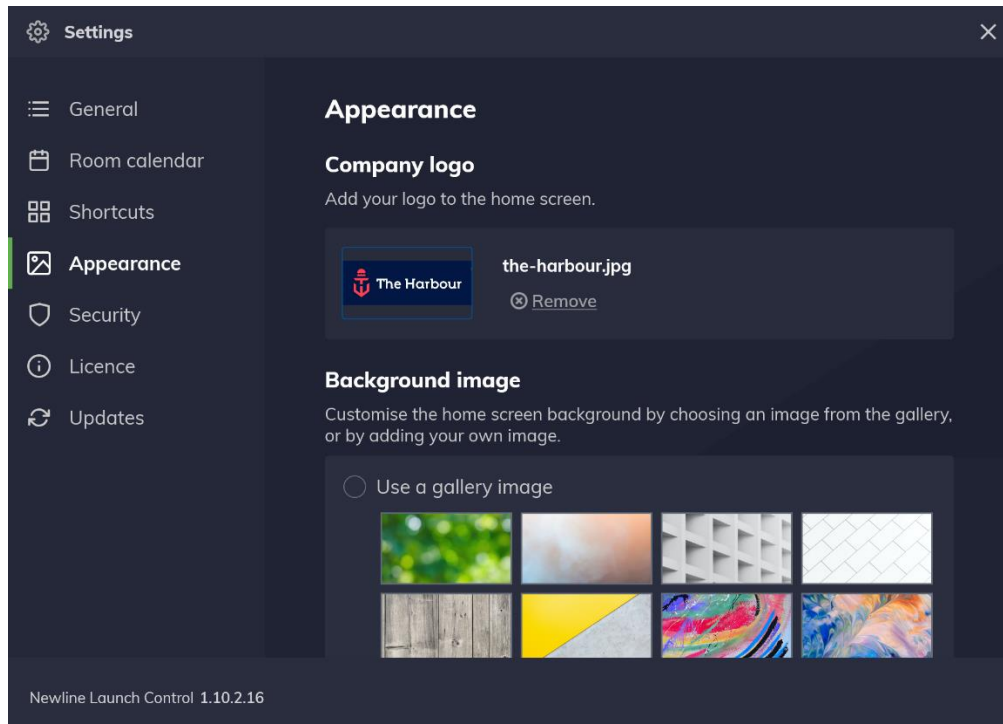 Settings
General
Room calendar
Shortcuts
Appearance
Security
Licence
Updates
Appearance
Company logo
Add your logo to the home screen.
The Harbour
the-harbour.jpg
Remove
Background image
Customise the home screen background by choosing an image from the gallery,
or by adding your own image.
Use a gallery image
Newline Launch Control 1.10.2.16